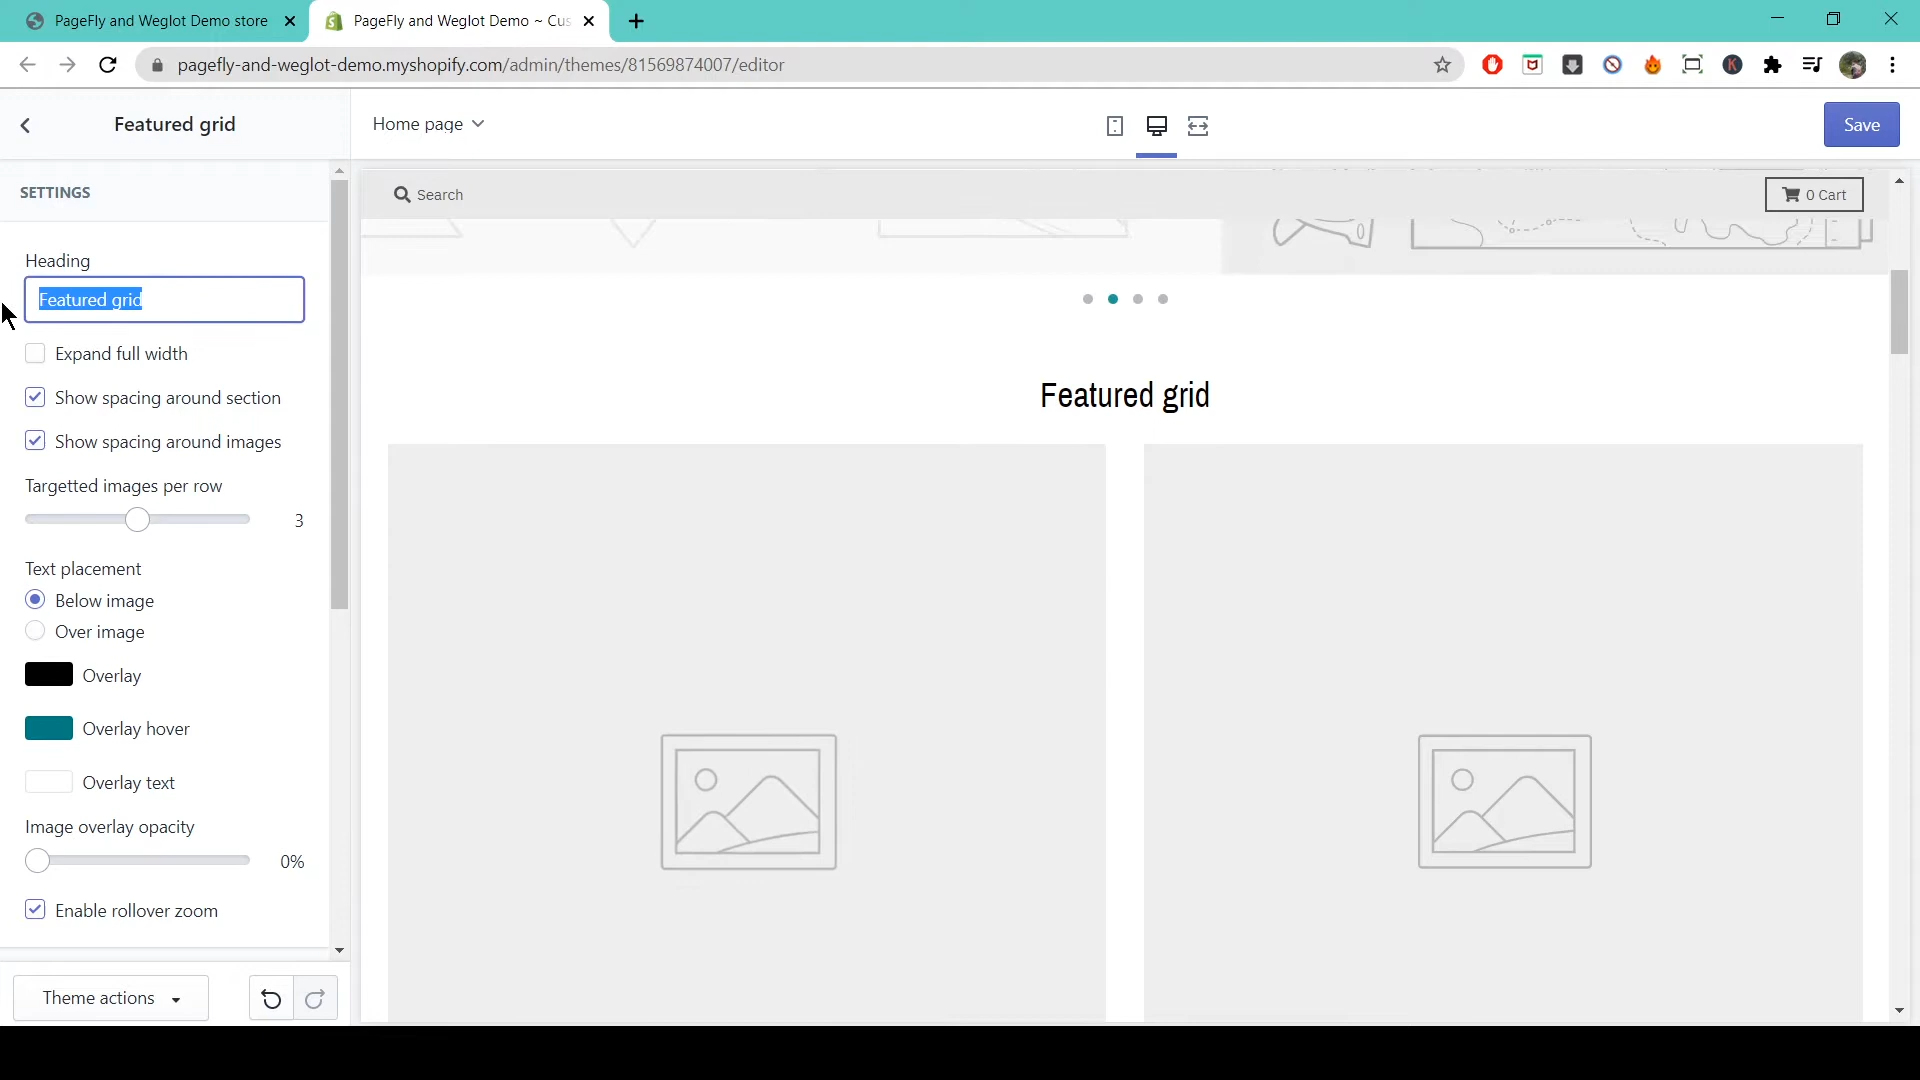 PageFly and Weglot Demo store
PageFly and Weglot Demo ~ Cus
pagefly-and-weglot-demo.myshopify.com/admin/themes/81569874007/editor
Featured grid
Home page
Save
SETTINGS
Search
0 Cart
Heading
Featured grid
Expand full width
Show spacing around section
Featured grid
Show spacing around images
Targetted images per row
3
Text placement
Below image
Over image
Overlay
Overlay hover
Overlay text
Image overlay opacity
0%
Enable rollover zoom
Theme actions